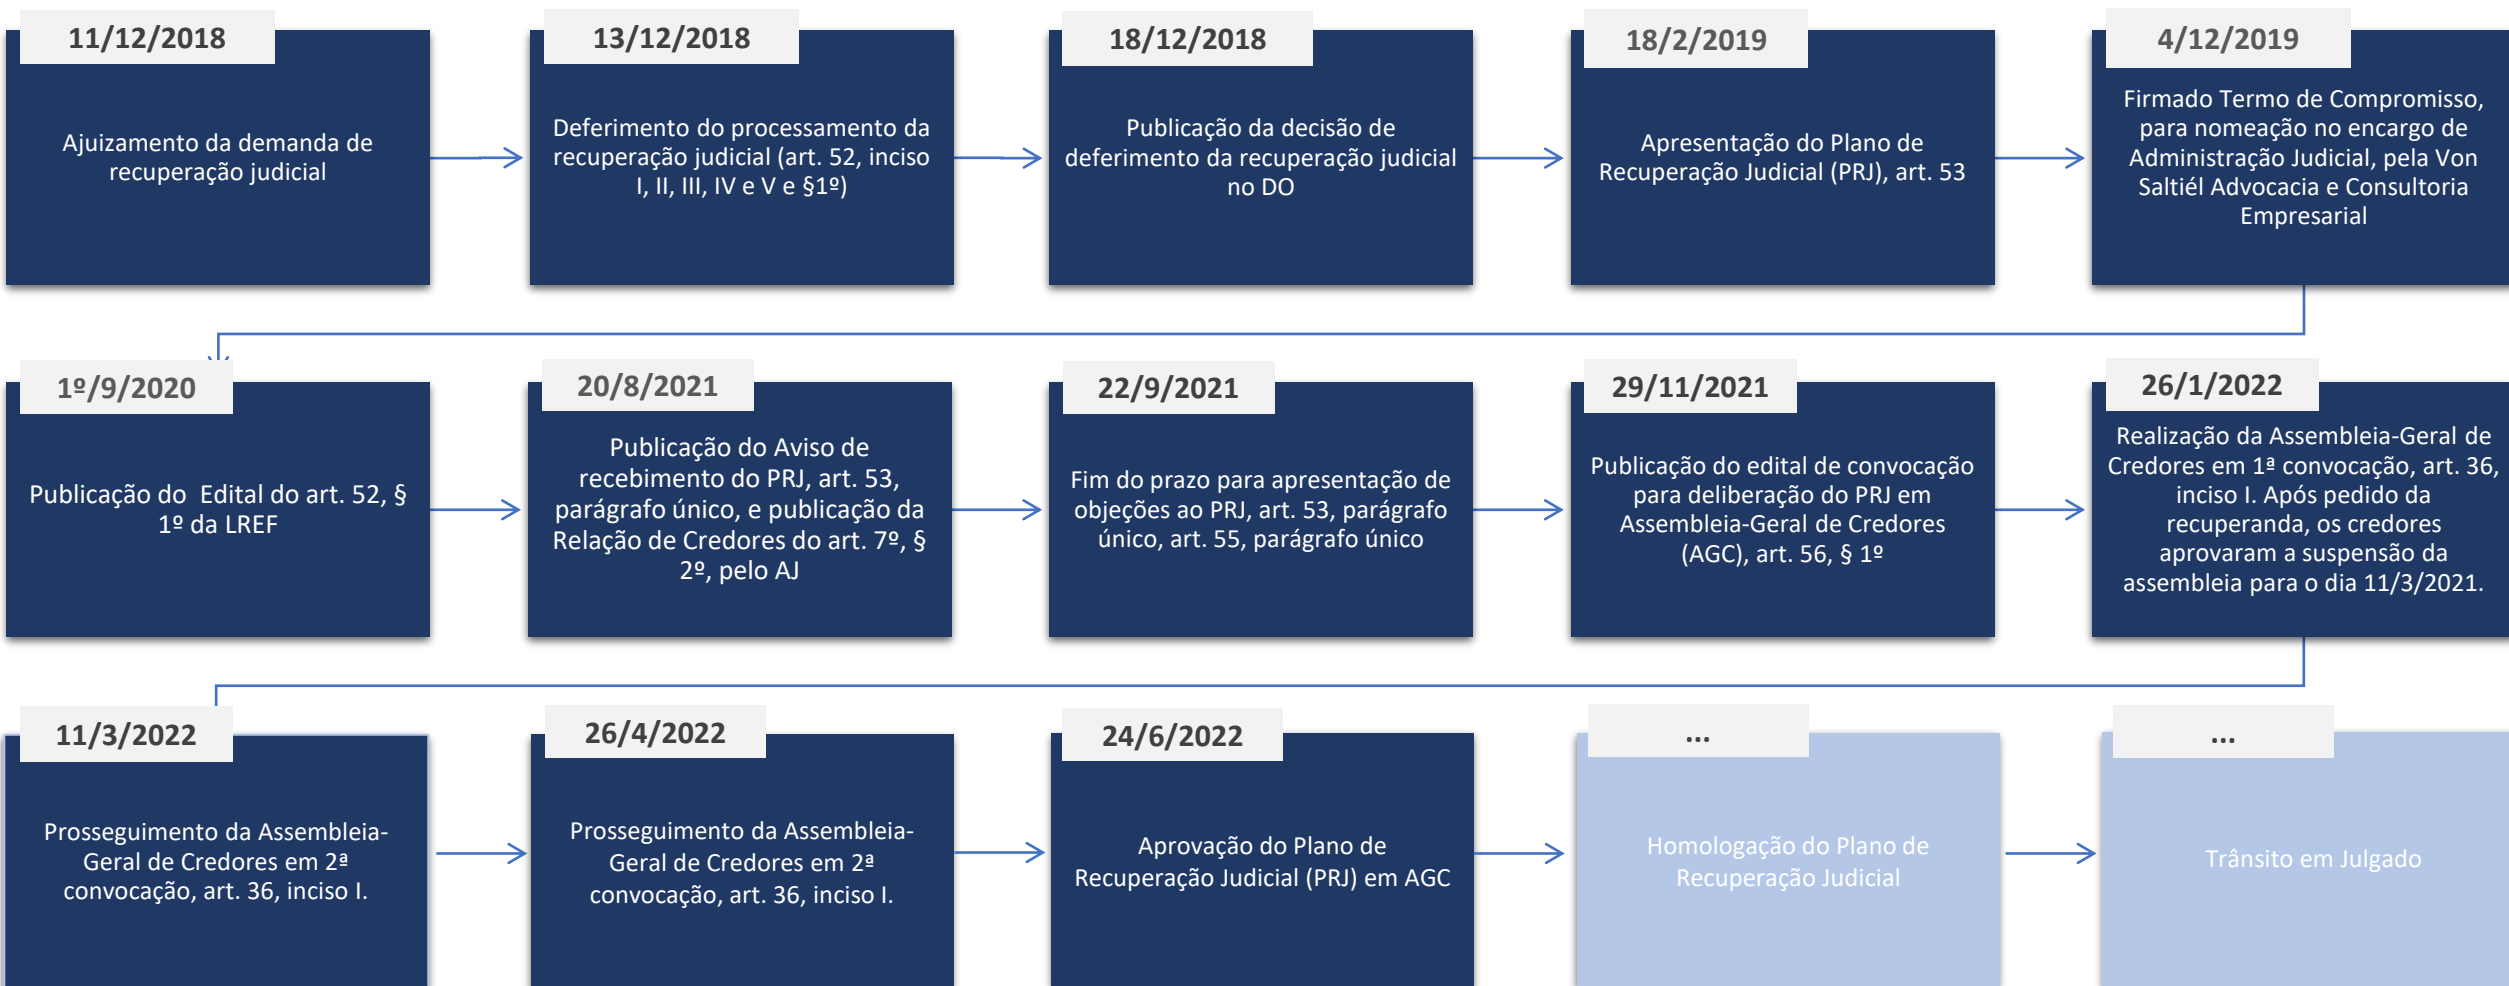 11/12/2018
Ajuizamento da demanda de
recuperação judicial
13/12/2018
Deferimento do processamento da
recuperação judicial (art. 52, inciso
I, II, III, IV e V e §1º)
18/12/2018
Publicação da decisão de
deferimento da recuperação judicial
no DO
18/2/2019
Apresentação do Plano de
Recuperação Judicial (PRJ), art. 53
4/12/2019
Firmado Termo de Compromisso,
para nomeação no encargo de
Administração Judicial, pela Von
Saltiél Advocacia e Consultoria
Empresarial
1º/9/2020
Publicação do Edital do art. 52, §
1º da LREF
20/8/2021
Publicação do Aviso de
recebimento do PRJ, art. 53,
parágrafo único, e publicação da
Relação de Credores do art. 7º, §
2º, pelo AJ
22/9/2021
Fim do prazo para apresentação de
objeções ao PRJ, art. 53, parágrafo
único, art. 55, parágrafo único
29/11/2021
Publicação do edital de convocação
para deliberação do PRJ em
Assembleia-Geral de Credores
(AGC), art. 56, § 1º
26/1/2022
Realização da Assembleia-Geral de
Credores em 1ª convocação, art. 36,
inciso I. Após pedido da
recuperanda, os credores
aprovaram a suspensão da
assembleia para o dia 11/3/2021.
11/3/2022
Prosseguimento da Assembleia-
Geral de Credores em 2ª
convocação, art. 36, inciso I.
26/4/2022
Prosseguimento da Assembleia-
Geral de Credores em 2ª
convocação, art. 36, inciso I.
24/6/2022
Aprovação do Plano de
Recuperação Judicial (PRJ) em AGC
...
Homologação do Plano de
Recuperação Judicial
...
Trânsito em Julgado